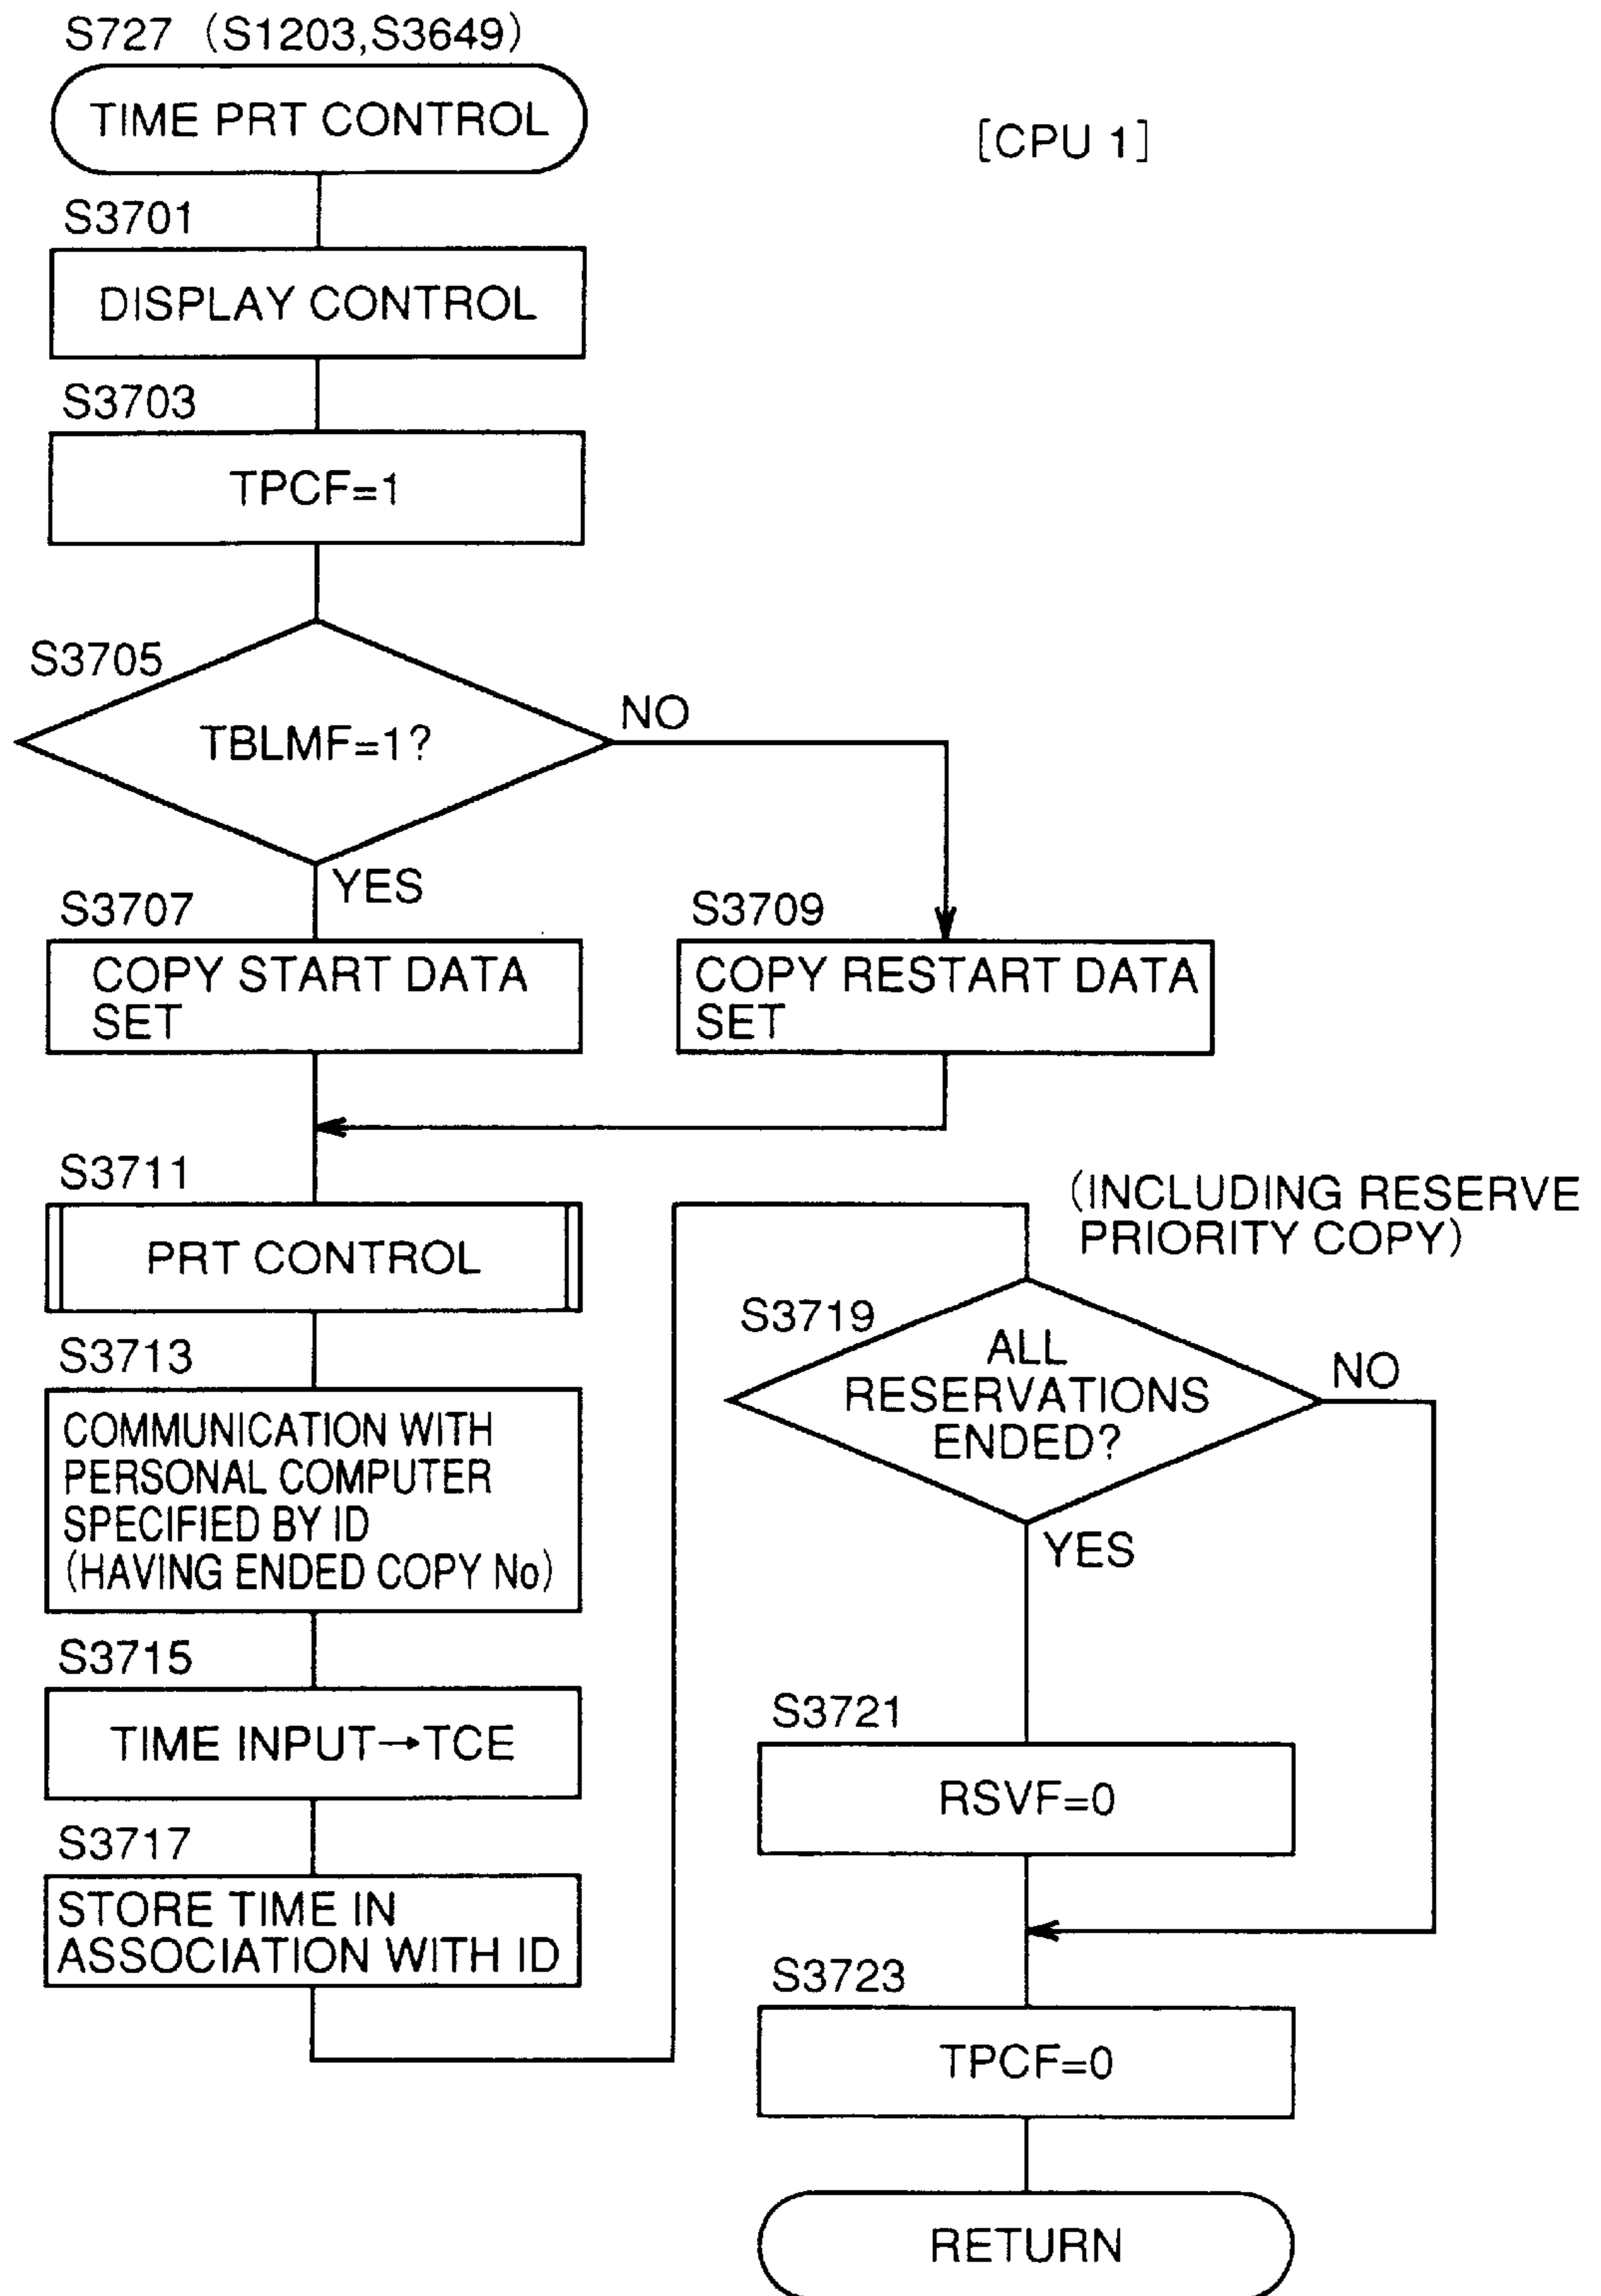 S727 (S1203,S3649)
TIME PRT CONTROL
[CPU 1]
S3701
DISPLAY CONTROL
S3703
TPCF=1
S3705
TBLMF=1?
NO
YES
S3707
COPY START DATA
SET
S3709
COPY RESTART DATA
SET
S3711
PRT CONTROL
S3713
COMMUNICATION WITH
PERSONAL COMPUTER
SPECIFIED BY ID
(HAVING ENDED COPY No)
S3715
TIME INPUT→TCE
S3717
STORE TIME IN
ASSOCIATION WITH ID
(INCLUDING RESERVE
PRIORITY COPY)
S3719
ALL
RESERVATIONS
ENDED?
NO
YES
S3721
RSVF=0
S3723
TPCF=0
RETURN